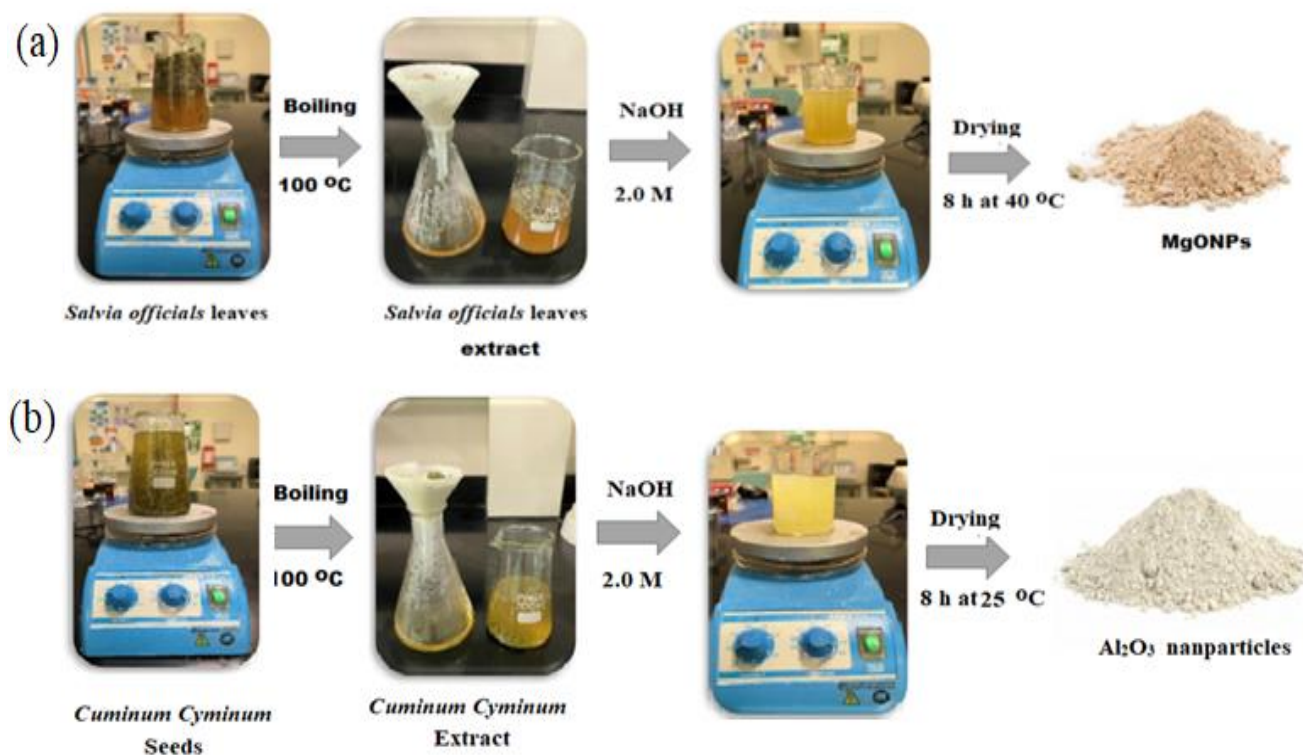 (a)
Boiling
100 ºC
NaOH
2.0 M
Drying
8 h at 40 ºC
MgONPs
Salvia officials leaves
Salvia officials leaves
extract
(b)
Boiling
100 ºC
NaOH
2.0 M
Drying
8 h at 25 ºC
Al₂O₃ nanparticles
Cuminum Cyminum
Seeds
Cuminum Cyminum
Extract